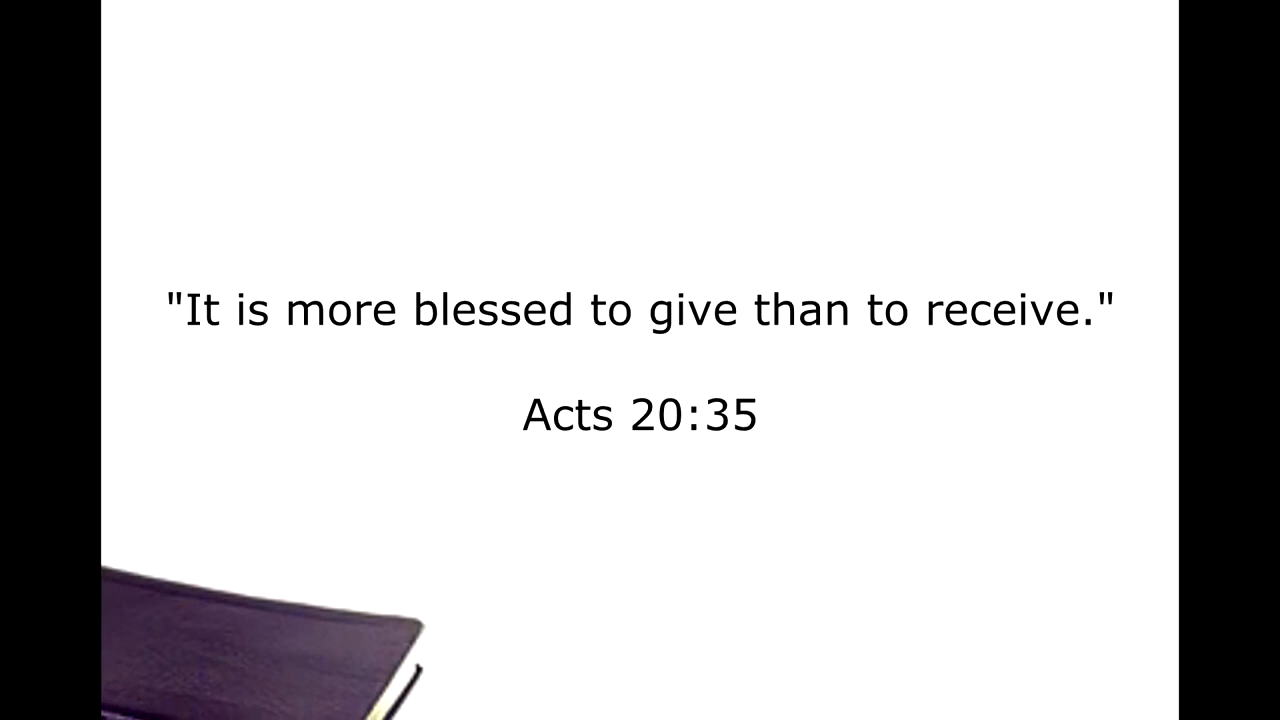 "It is more blessed to give than to receive."
Acts 20:35